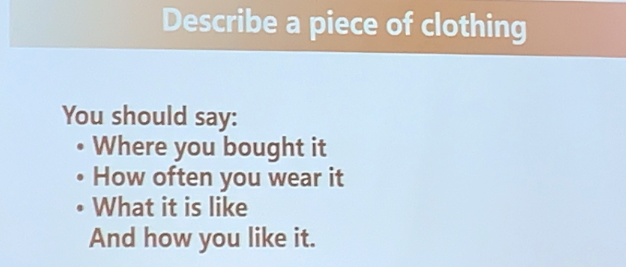 Describe a piece of clothing
You should say:
• Where you bought it
• How often you wear it
• What it is like
And how you like it.